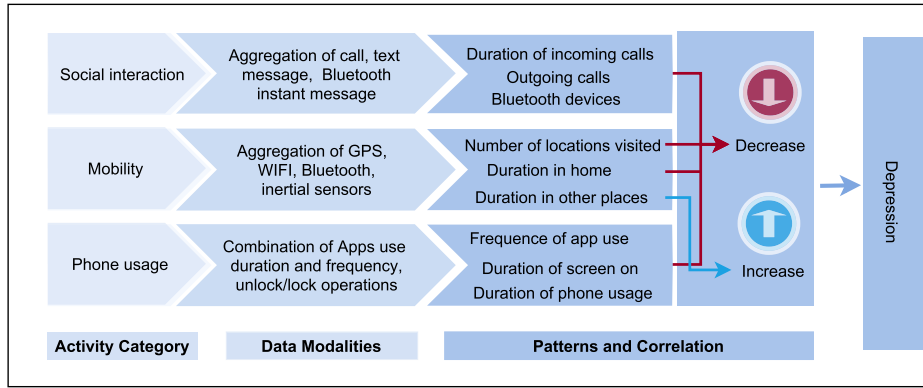 Social interaction
Aggregation of call, text
message, Bluetooth
instant message
Duration of incoming calls
Outgoing calls
Bluetooth devices
Decrease
Mobility
Aggregation of GPS,
WIFI, Bluetooth,
inertial sensors
Number of locations visited
Duration in home
Duration in other places
Increase
Phone usage
Combination of Apps use
duration and frequency,
unlock/lock operations
Frequence of app use
Duration of screen on
Duration of phone usage
Depression
Activity Category
Data Modalities
Patterns and Correlation